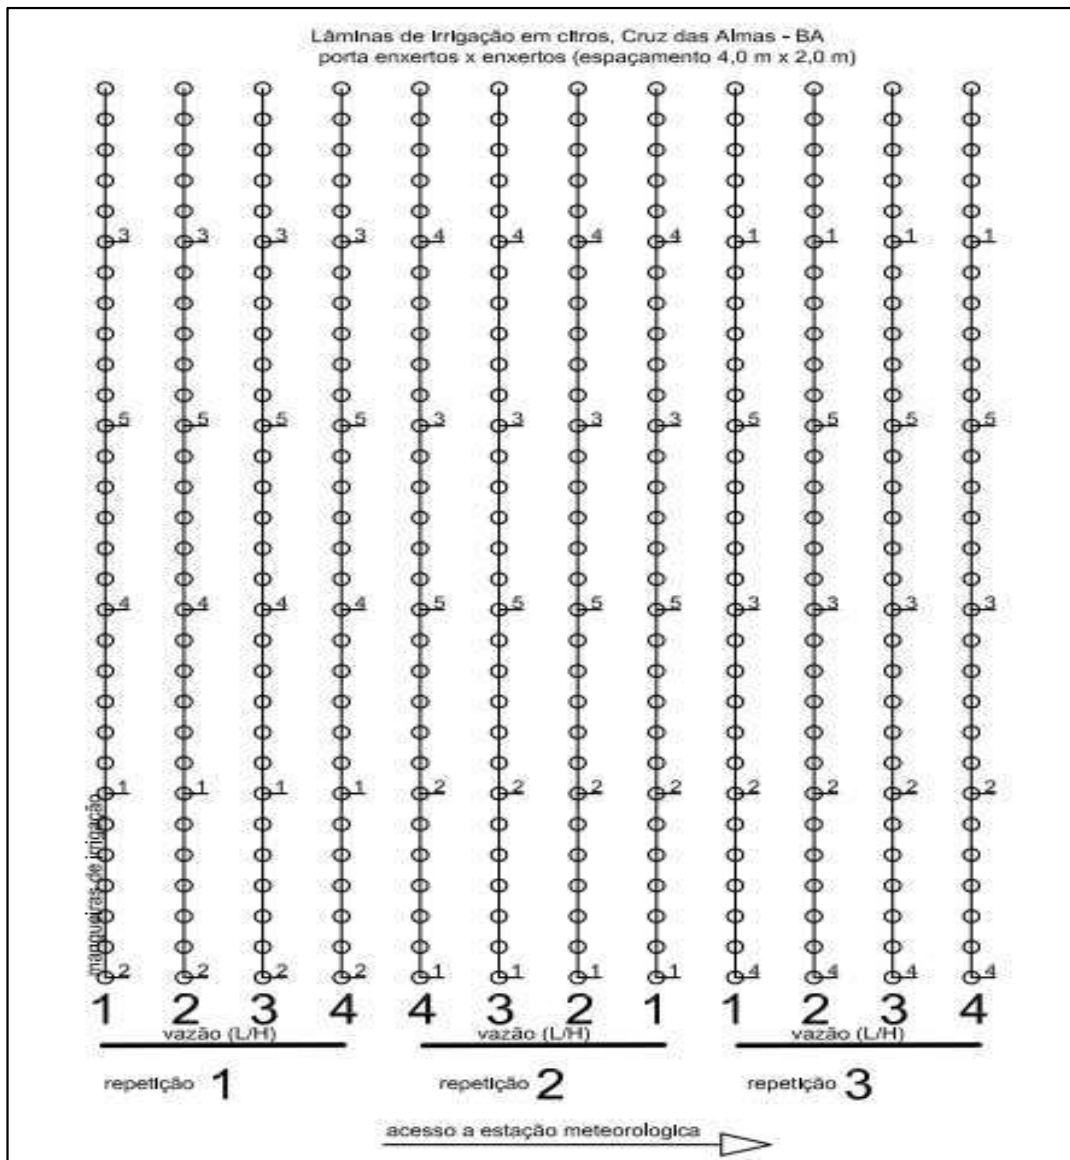 Lâminas de Irrigação em citros, Cruz das Almas - BA
porta enxertos x enxertos (espaçamento 4,0 m x 2,0 m)
3 3 3 3 4 4 4 4 1 1 1 1
5 5 5 5 3 3 3 3 5 5 5 5
4 4 4 4 5 5 5 5 3 3 3 3
1 1 1 1 2 2 2 2 2 2 2 2
mangueiras de irrigação
2 2 2 2 1 1 1 1 4 4 4 4
1 2 3 4 4 3 2 1 1 2 3 4
vazão (L/H) vazão (L/H) vazão (L/H)
repetição 1 repetição 2 repetição 3
acesso a estação meteorologica